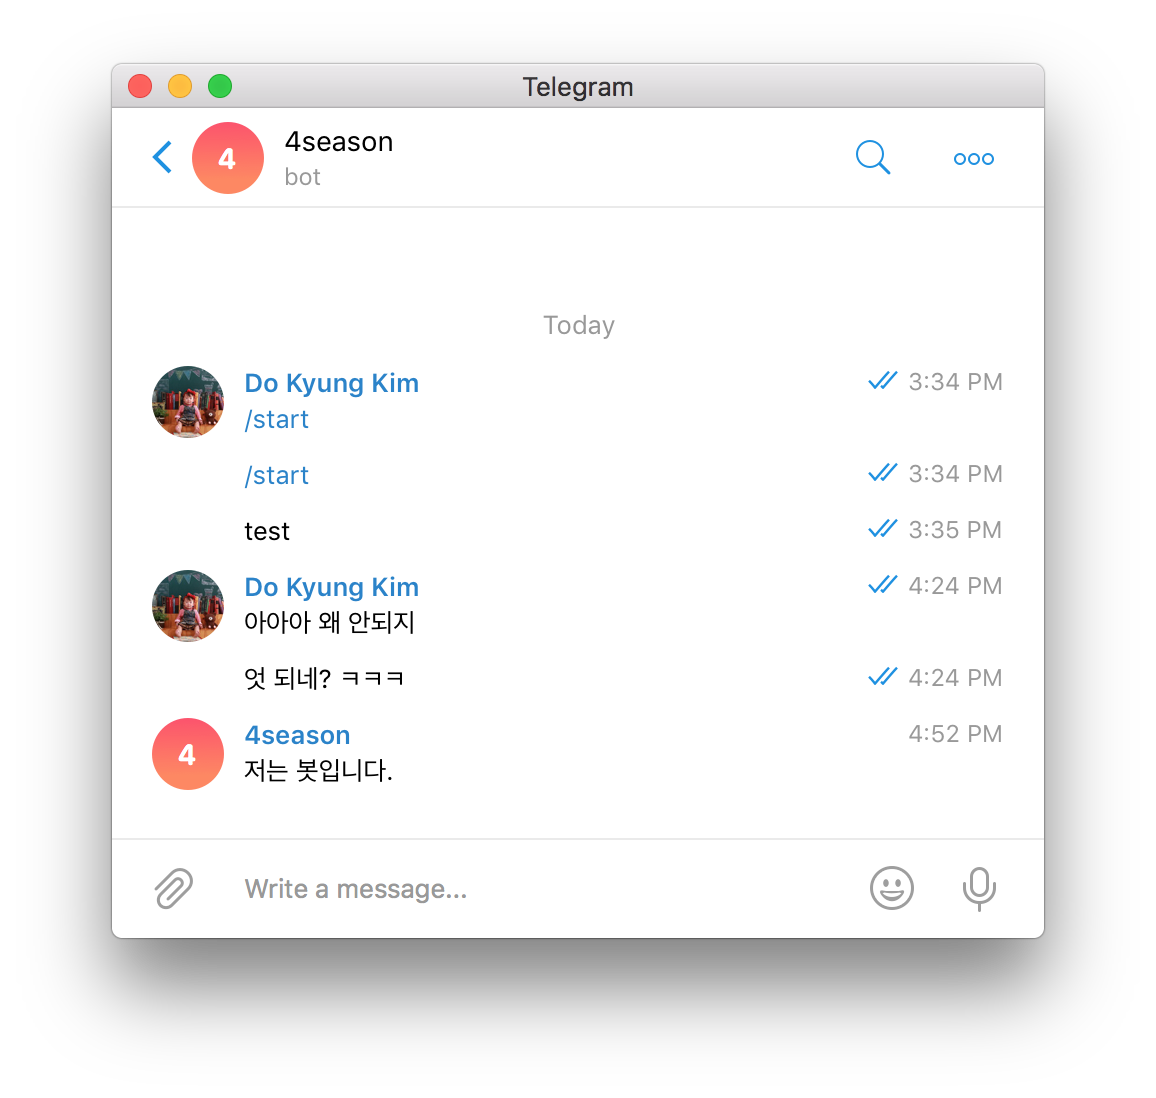 Telegram
4
4season
bot
Today
Do Kyung Kim
3:34 PM
/start
/start
3:34 PM
test
3:35 PM
Do Kyung Kim
4:24 PM
아아아 왜 안되지
엇 되네? ㅋㅋㅋ
4:24 PM
4
4season
4:52 PM
저는 봇입니다.
Write a message...